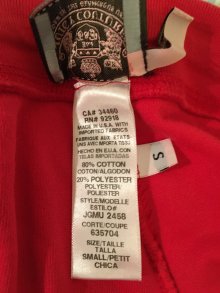 CA# 34460
RN# 92918
MADE IN U.S.A. WITH
IMPORTED FABRICS
FABRIQUE AUX ETATS
UNIS AVEC TISSUS
IMPORTÉS
HECHO EN E.U.A. CON
TELAS IMPORTADAS
80% COTTON
COTON/ALGODON
20% POLYESTER
POLYESTER/
POLIESTER
STYLE/MODELLE
ESTILO#
JGMU 2458
CORTE/COUPE
635704
SIZE/TAILLE
TALLA
SMALL/PETIT
CHICA
S